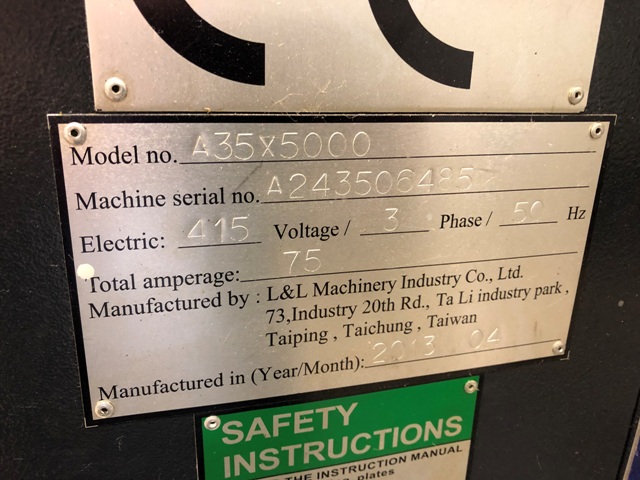 Model no. A35X5000
Machine serial no. A243506485
Electric: 415 Voltage / 3 Phase / 50 Hz
Total amperage: 75
Manufactured by : L&L Machinery Industry Co., Ltd.
73,Industry 20th Rd., Ta Li industry park ,
Taiping , Taichung , Taiwan
Manufactured in (Year/Month): 2013 04
SAFETY
INSTRUCTIONS
THE INSTRUCTION MANUAL
plates